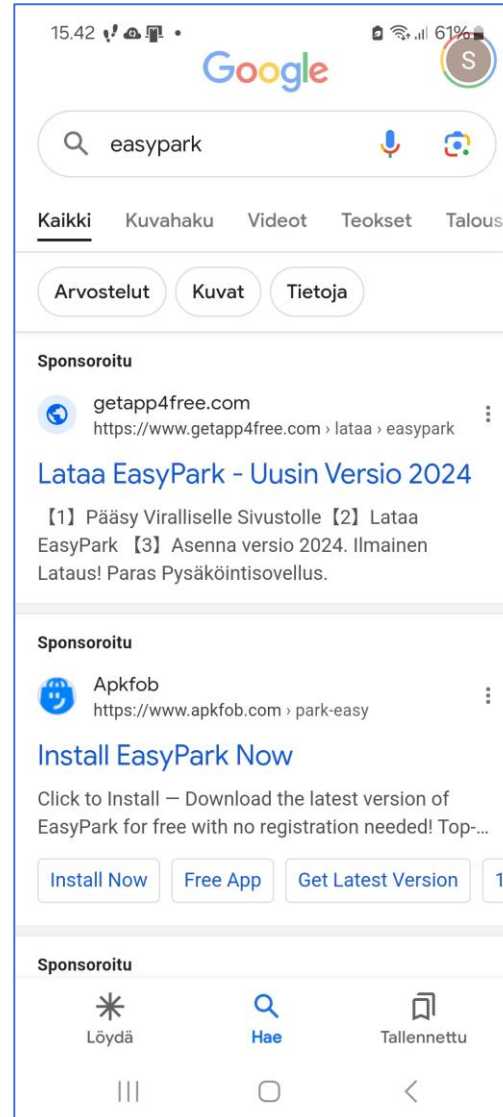 15.42 61%
Google
S
easypark
Kaikki Kuvahaku Videot Teokset Talous
Arvostelut Kuvat Tietoja
Sponsoroitu
getapp4free.com
https://www.getapp4free.com › lataa › easypark
Lataa EasyPark - Uusin Versio 2024
【1】 Pääsy Viralliselle Sivustolle 【2】 Lataa
EasyPark 【3】 Asenna versio 2024. Ilmainen
Lataus! Paras Pysäköintisovellus.
Sponsoroitu
Apkfob
https://www.apkfob.com › park-easy
Install EasyPark Now
Click to Install — Download the latest version of
EasyPark for free with no registration needed! Top-...
Install Now Free App Get Latest Version 1
Sponsoroitu
Löydä Hae Tallennettu